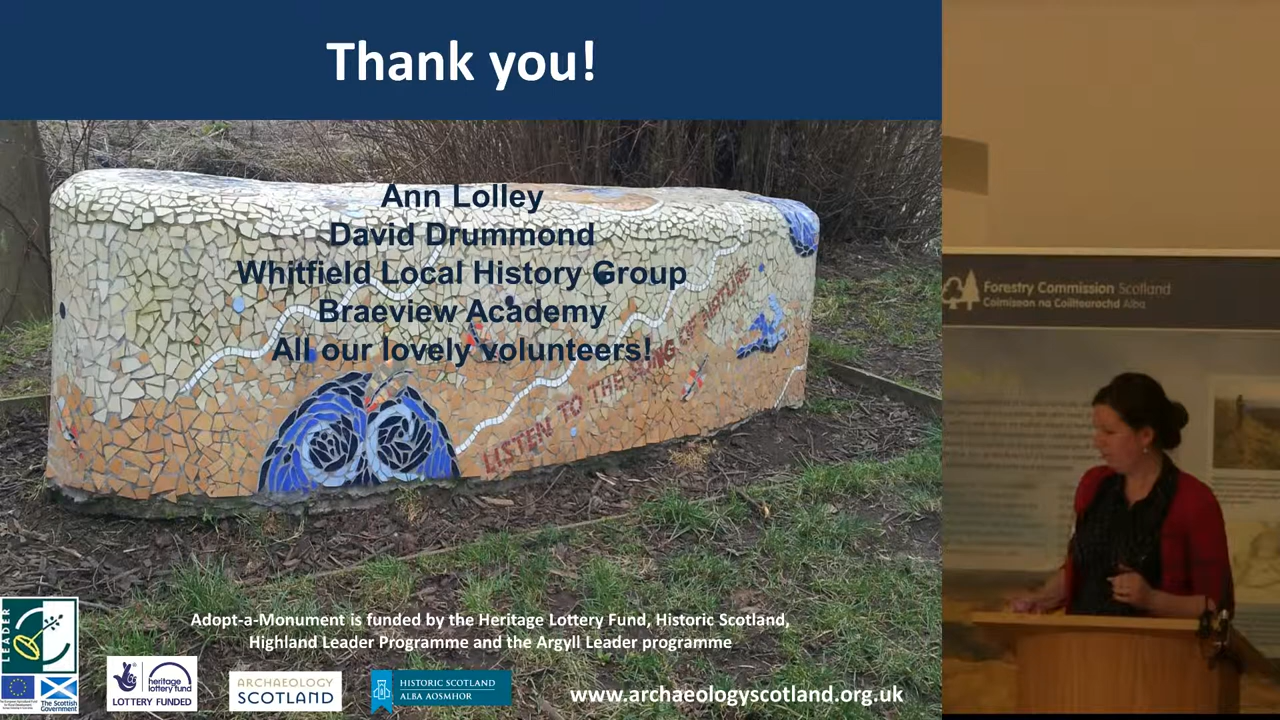 Thank you!
Ann Lolley
David Drummond
Whitfield Local History Group
Braeview Academy
All our lovely volunteers!
LISTEN TO THE SONG OF NATURE
Adopt-a-Monument is funded by the Heritage Lottery Fund, Historic Scotland,
Highland Leader Programme and the Argyll Leader programme
LEADER
The Scottish
Government
heritage
lottery fund
LOTTERY FUNDED
ARCHAEOLOGY
SCOTLAND
HISTORIC SCOTLAND
ALBA AOSMHOR
www.archaeologyscotland.org.uk
Forestry Commission Scotland
Coimisean na Coilltearachd Alba